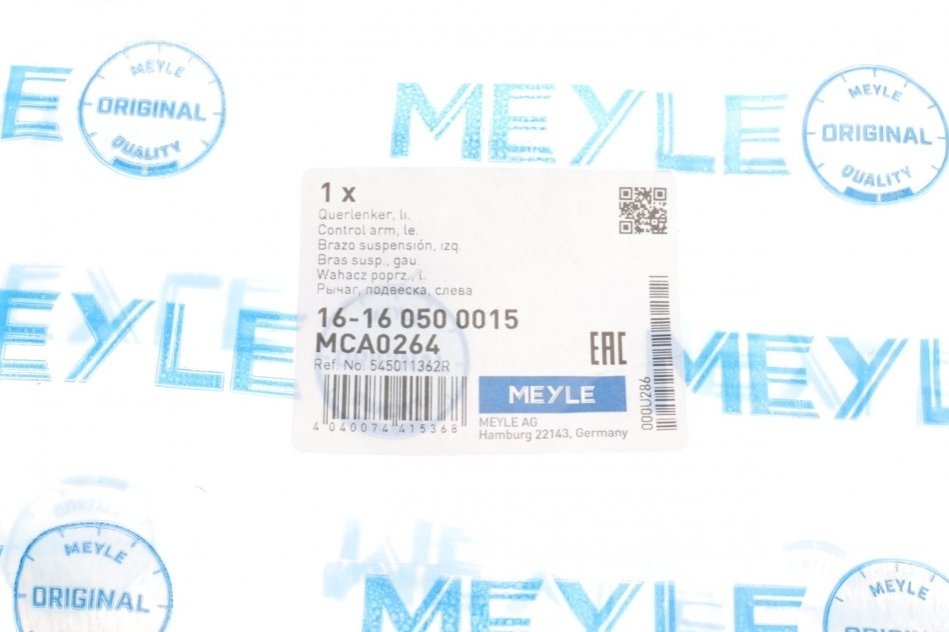 MEYLE
ORIGINAL
QUALITY
MEYLE
MEYLE
ORIGINAL
QUALITY
1 x
Querlenker, li.
Control arm, le.
Brazo suspensión, izq.
Bras susp., gau.
Wahacz poprz., l.
Рычаг, подвеска, слева
16-16 050 0015
MCA0264
Ref. No. 545011362R
4 040074 415368
EAC
MEYLE
MEYLE AG
Hamburg 22143, Germany
000U286
EYLE
MEYLE
MEYLE
ORIGINAL
MEYLE
MEYLE